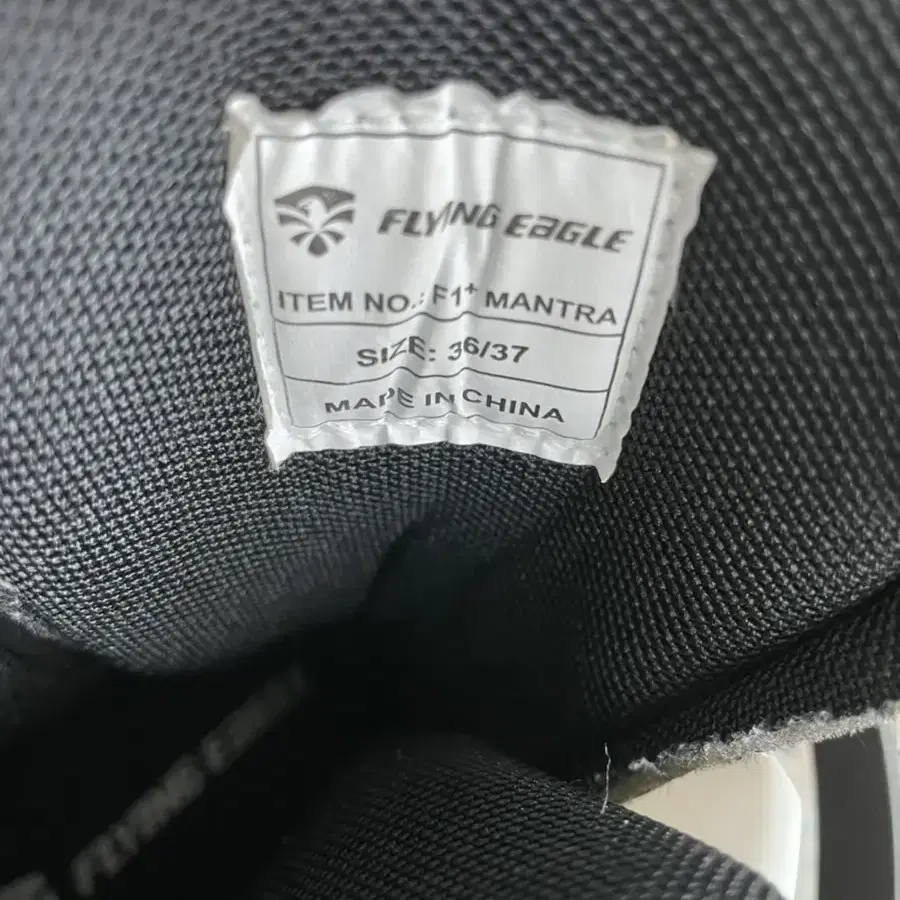 FLYING EaGLE
ITEM NO.: F1+ MANTRA
SIZE: 36/37
MADE IN CHINA
FLYING EaGLE